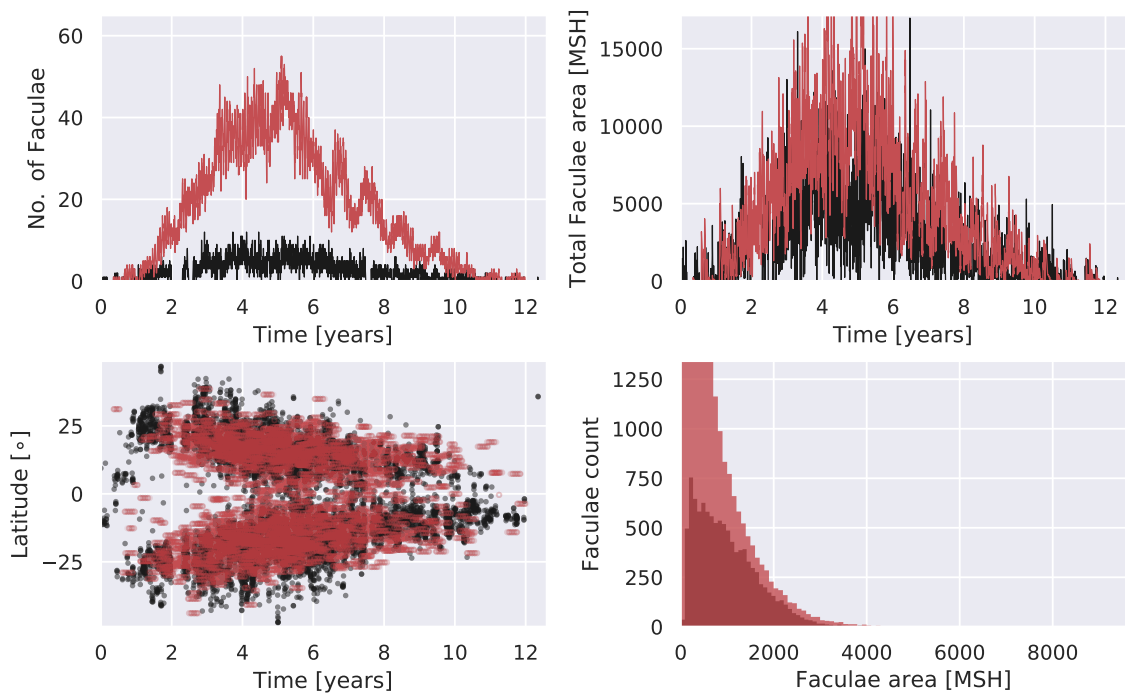 No. of Faculae
60
40
20
0
0 2 4 6 8 10 12
Time [years]
Total Faculae area [MSH]
15000
10000
5000
0
0 2 4 6 8 10 12
Time [years]
Latitude [∘]
25
0
−25
0 2 4 6 8 10 12
Time [years]
Faculae count
1250
1000
750
500
250
0
0 2000 4000 6000 8000
Faculae area [MSH]